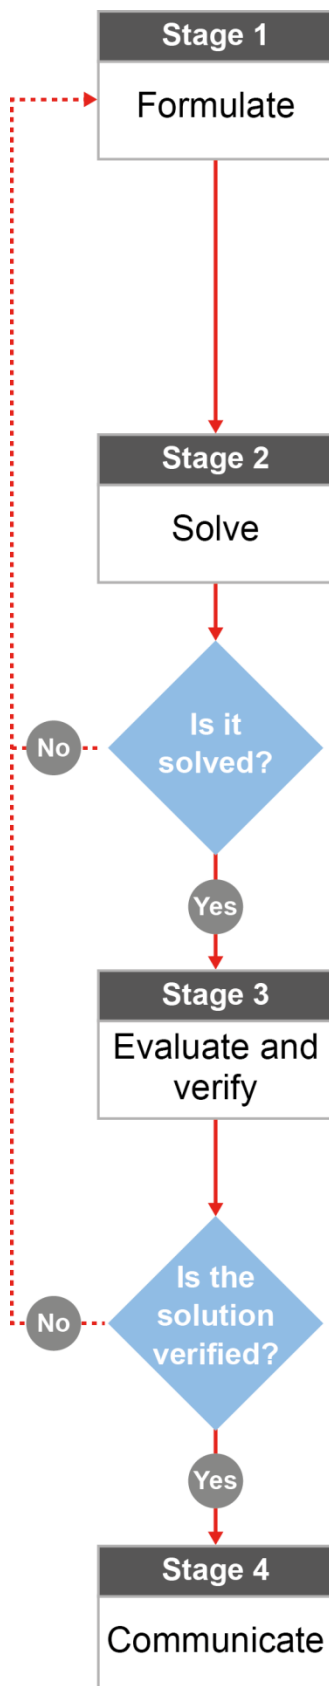 Stage 1
Formulate
Stage 2
Solve
Is it
solved?
No
Yes
Stage 3
Evaluate and
verify
Is the
solution
verified?
No
Yes
Stage 4
Communicate